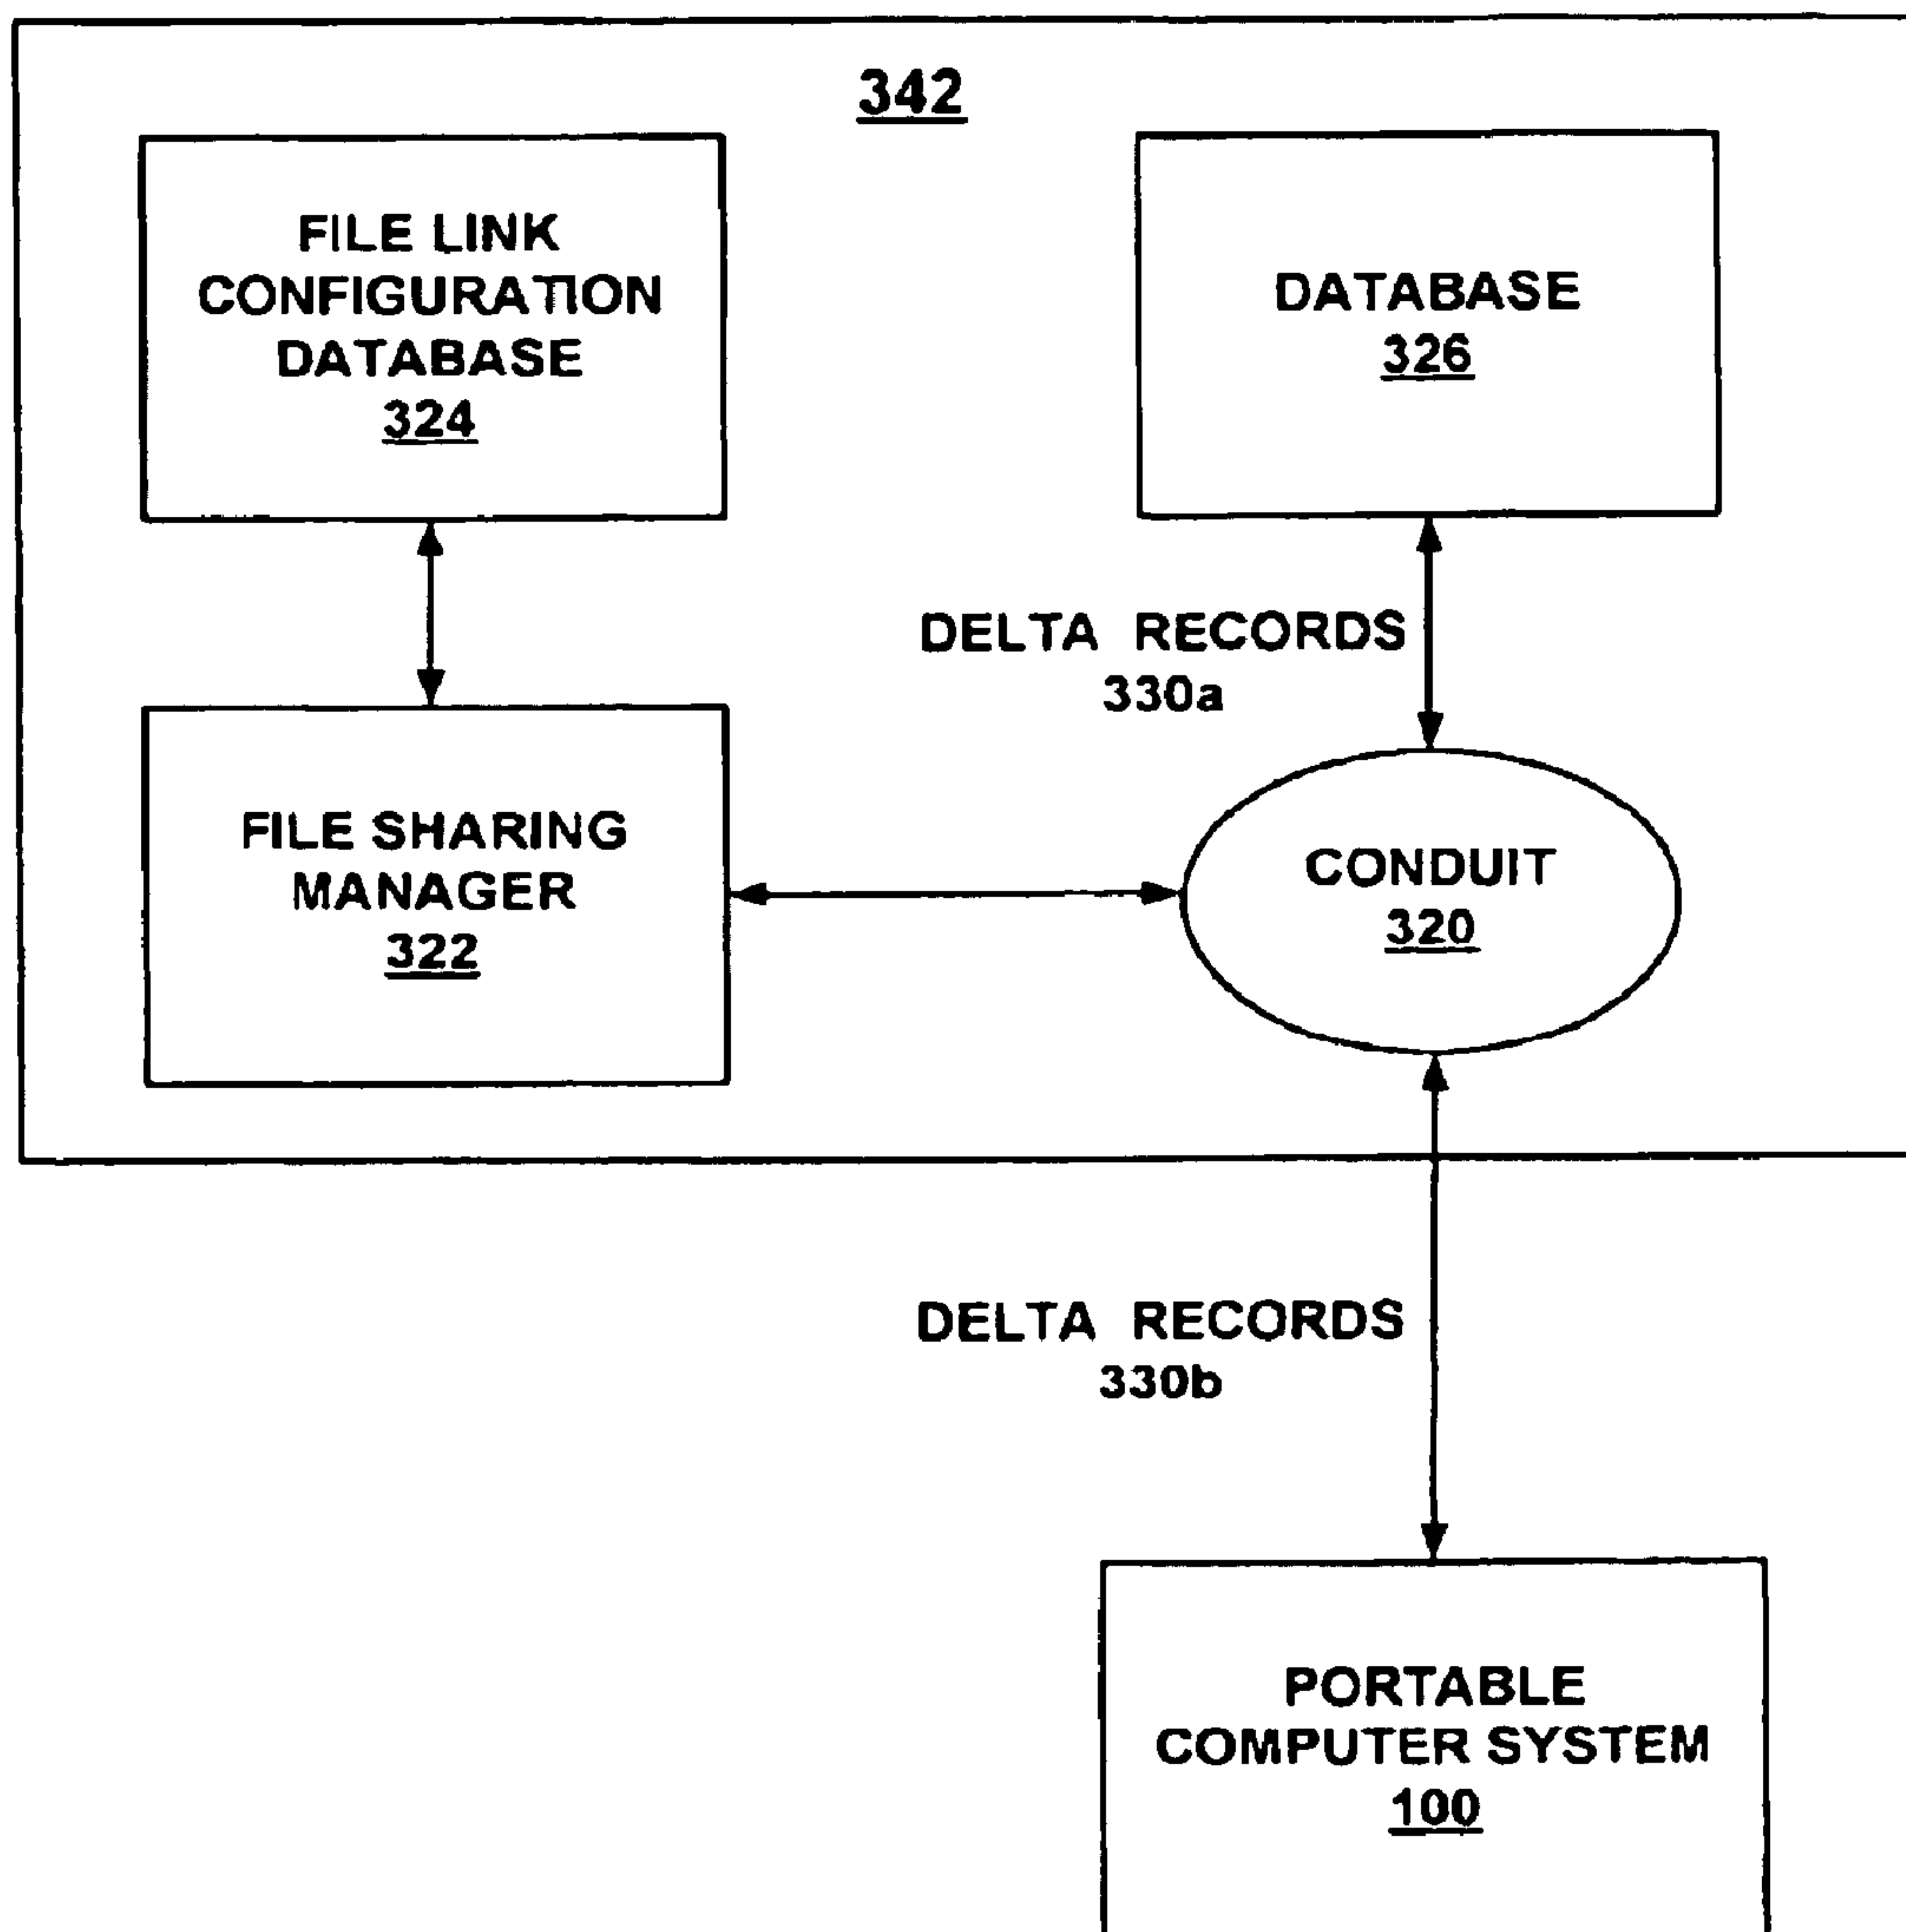 342
FILE LINK
CONFIGURATION
DATABASE
324
DATABASE
326
DELTA RECORDS
330a
FILE SHARING
MANAGER
322
CONDUIT
320
DELTA RECORDS
330b
PORTABLE
COMPUTER SYSTEM
100